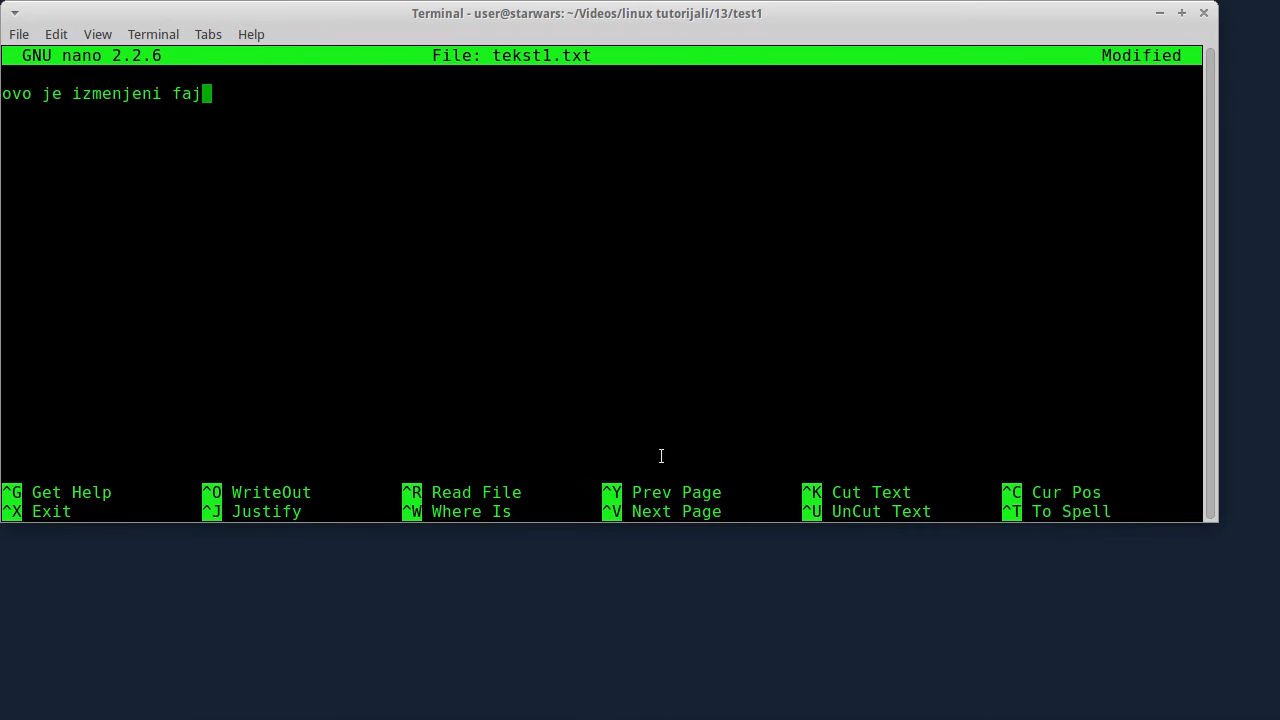 Terminal - user@starwars: ~/Videos/linux tutorijali/13/test1
File Edit View Terminal Tabs Help
GNU nano 2.2.6 File: tekst1.txt Modified
ovo je izmenjeni faj
^G Get Help ^O WriteOut ^R Read File ^Y Prev Page ^K Cut Text ^C Cur Pos
^X Exit ^J Justify ^W Where Is ^V Next Page ^U UnCut Text ^T To Spell